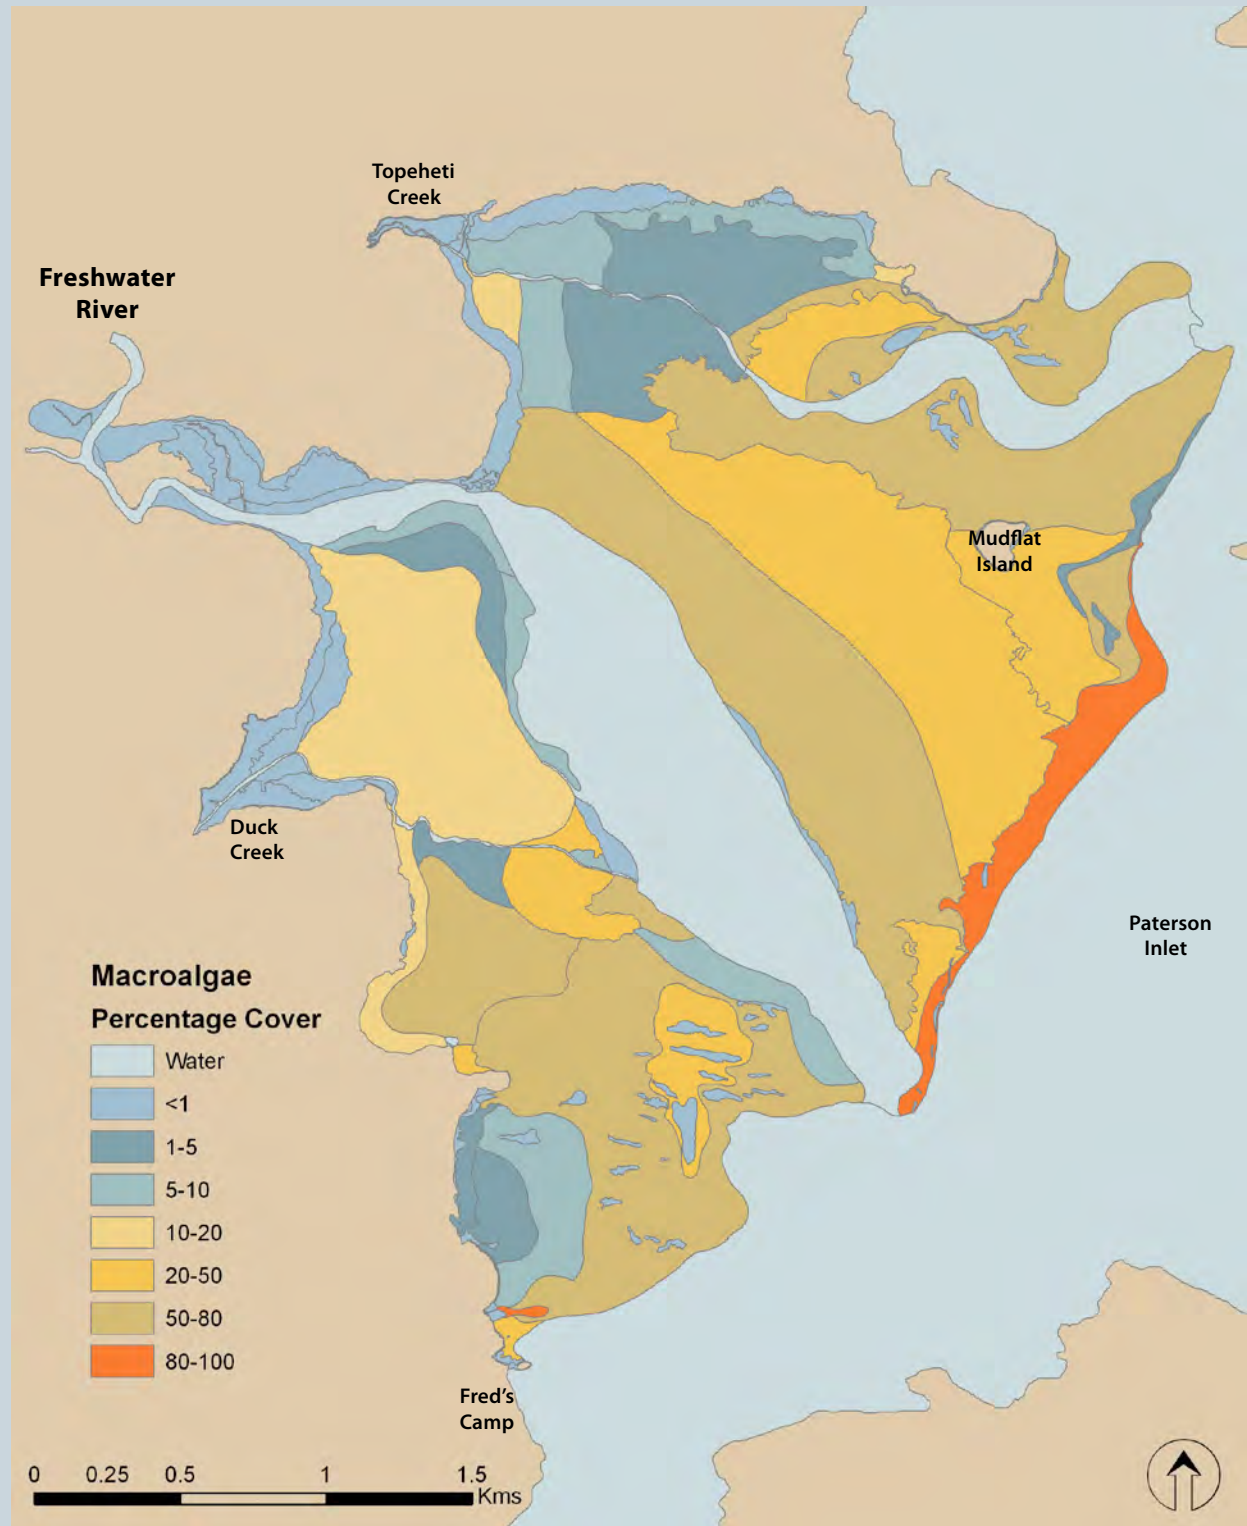 Topeheti
Creek
Freshwater
River
Mudflat
Island
Duck
Creek
Paterson
Inlet
Macroalgae
Percentage Cover
Water
<1
1-5
5-10
10-20
20-50
50-80
80-100
Fred's
Camp
0 0.25 0.5 1 1.5
Kms